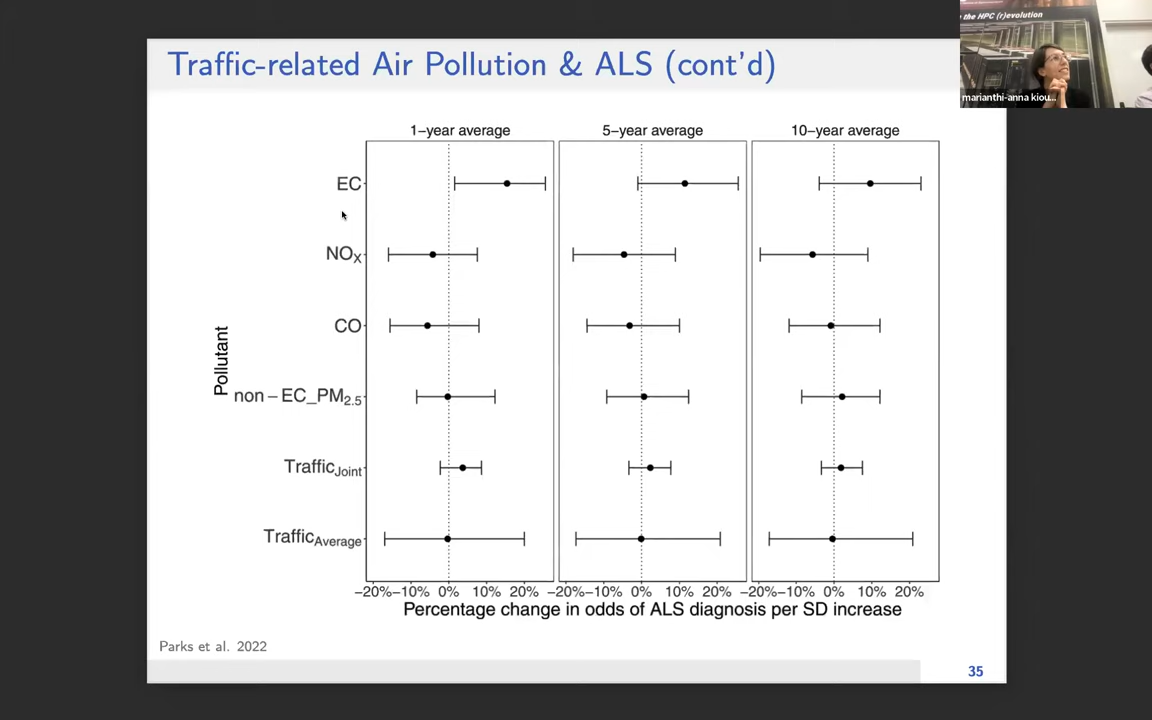 the HPC (r)evolution
marianthi-anna kiou...
Traffic-related Air Pollution & ALS (cont'd)
1−year average 5−year average 10−year average
Pollutant
EC
NOX
CO
non − EC_PM2.5
TrafficJoint
TrafficAverage
−20% −10% 0% 10% 20% −20% −10% 0% 10% 20% −20% −10% 0% 10% 20%
Percentage change in odds of ALS diagnosis per SD increase
Parks et al. 2022
35